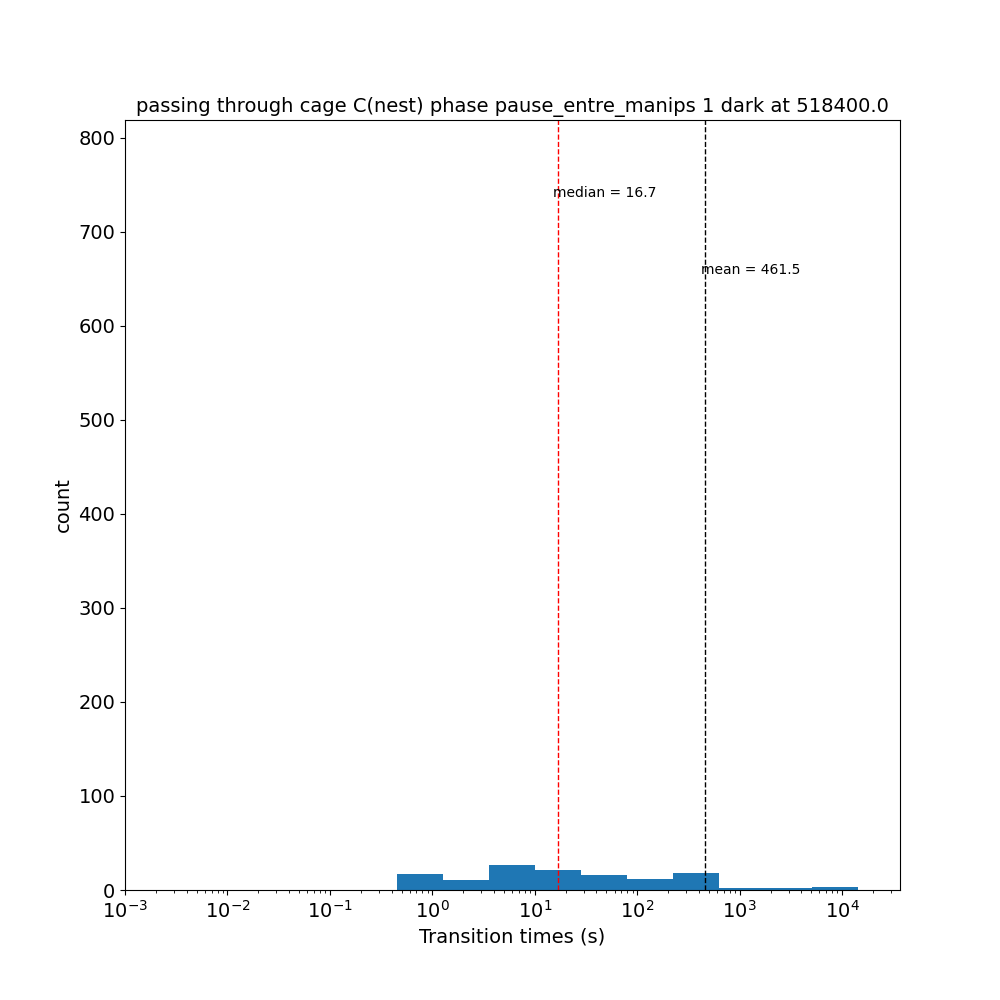 passing through cage C(nest) phase pause_entre_manips 1 dark at 518400.0
800
median = 16.7
700
mean = 461.5
600
500
count
400
300
200
100
0
10⁻³ 10⁻² 10⁻¹ 10⁰ 10¹ 10² 10³ 10⁴
Transition times (s)